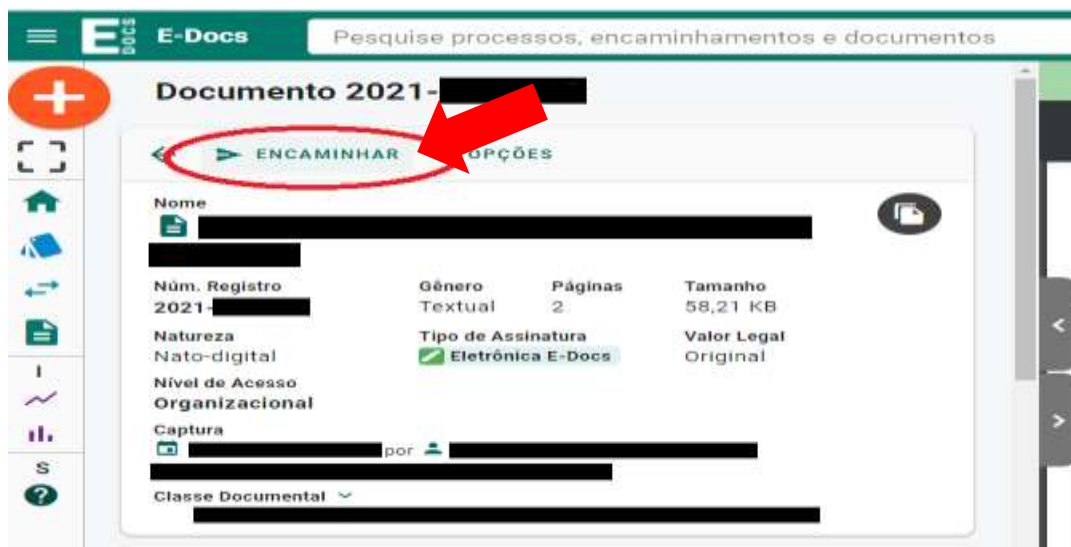 E DOCS E-Docs Pesquise processos, encaminhamentos e documentos
Documento 2021-
ENCAMINHAR OPÇÕES
Nome
Núm. Registro Gênero Páginas Tamanho
2021- Textual 2 58,21 KB
Natureza Tipo de Assinatura Valor Legal
Nato-digital Eletrônica E-Docs Original
Nível de Acesso
Organizacional
Captura
por
Classe Documental
I
S